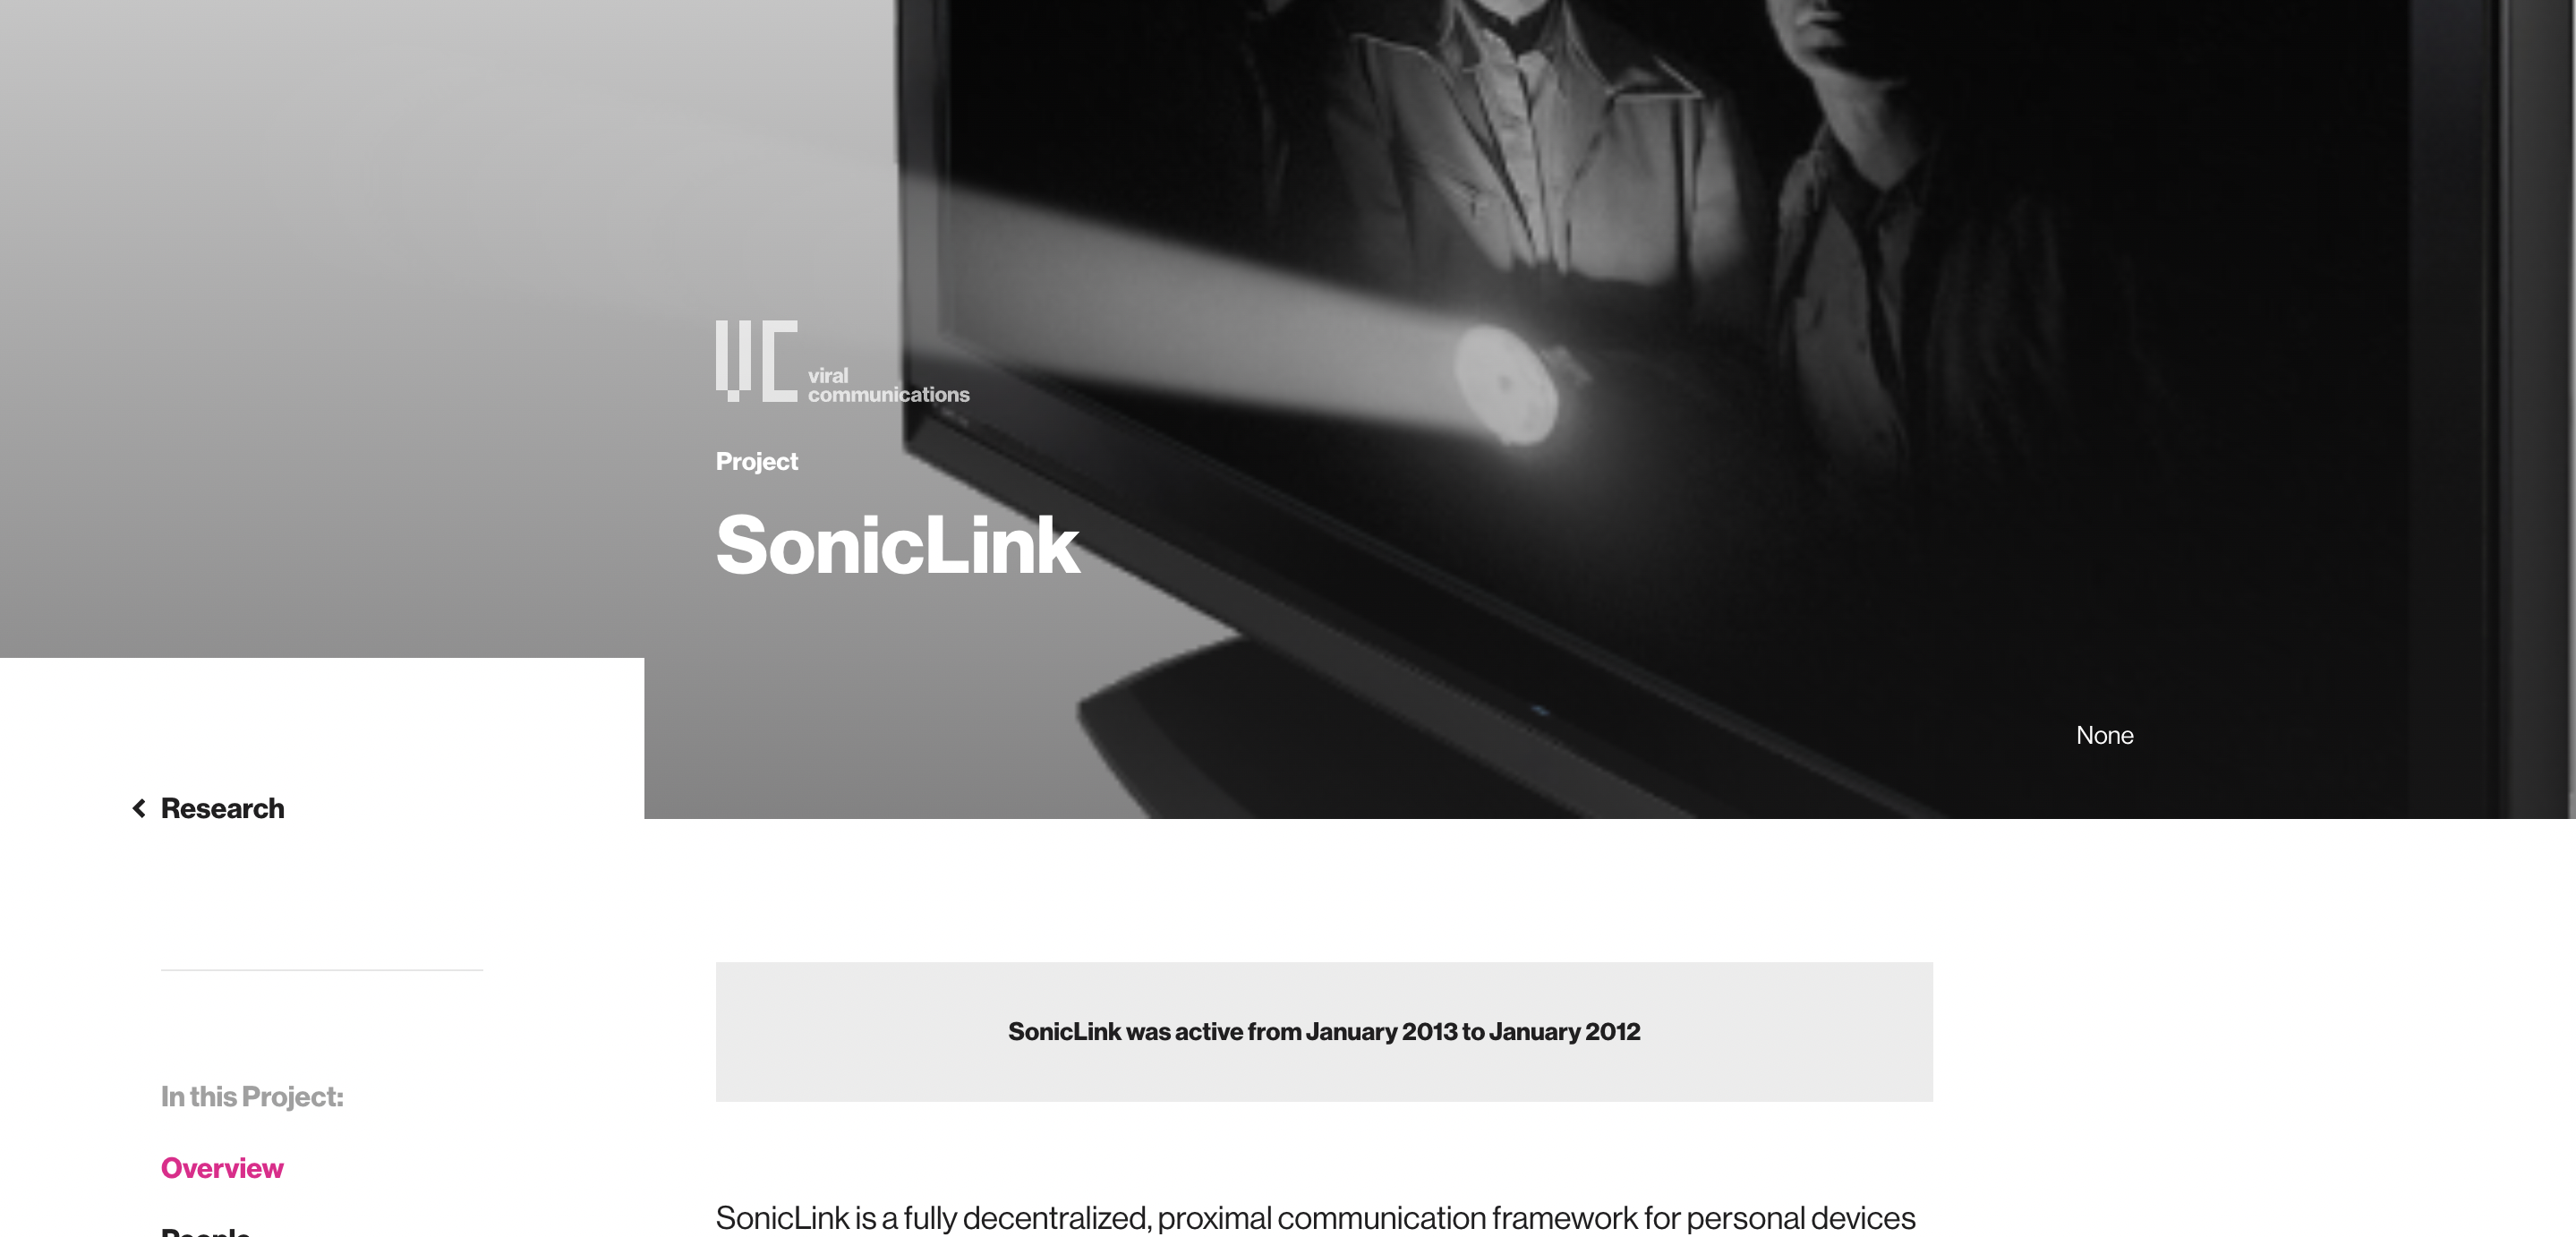 viral
communications
Project
SonicLink
None
Research
SonicLink was active from January 2013 to January 2012
In this Project:
Overview
SonicLink is a fully decentralized, proximal communication framework for personal devices
People